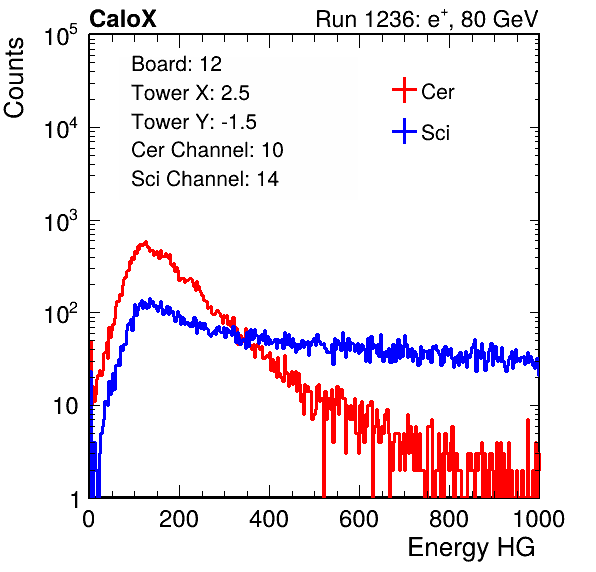 CaloX Run 1236: e⁺, 80 GeV
Counts
10⁵
10⁴
10³
10²
10
1
Board: 12
Tower X: 2.5
Tower Y: -1.5
Cer Channel: 10
Sci Channel: 14
Cer
Sci
0 200 400 600 800 1000
Energy HG